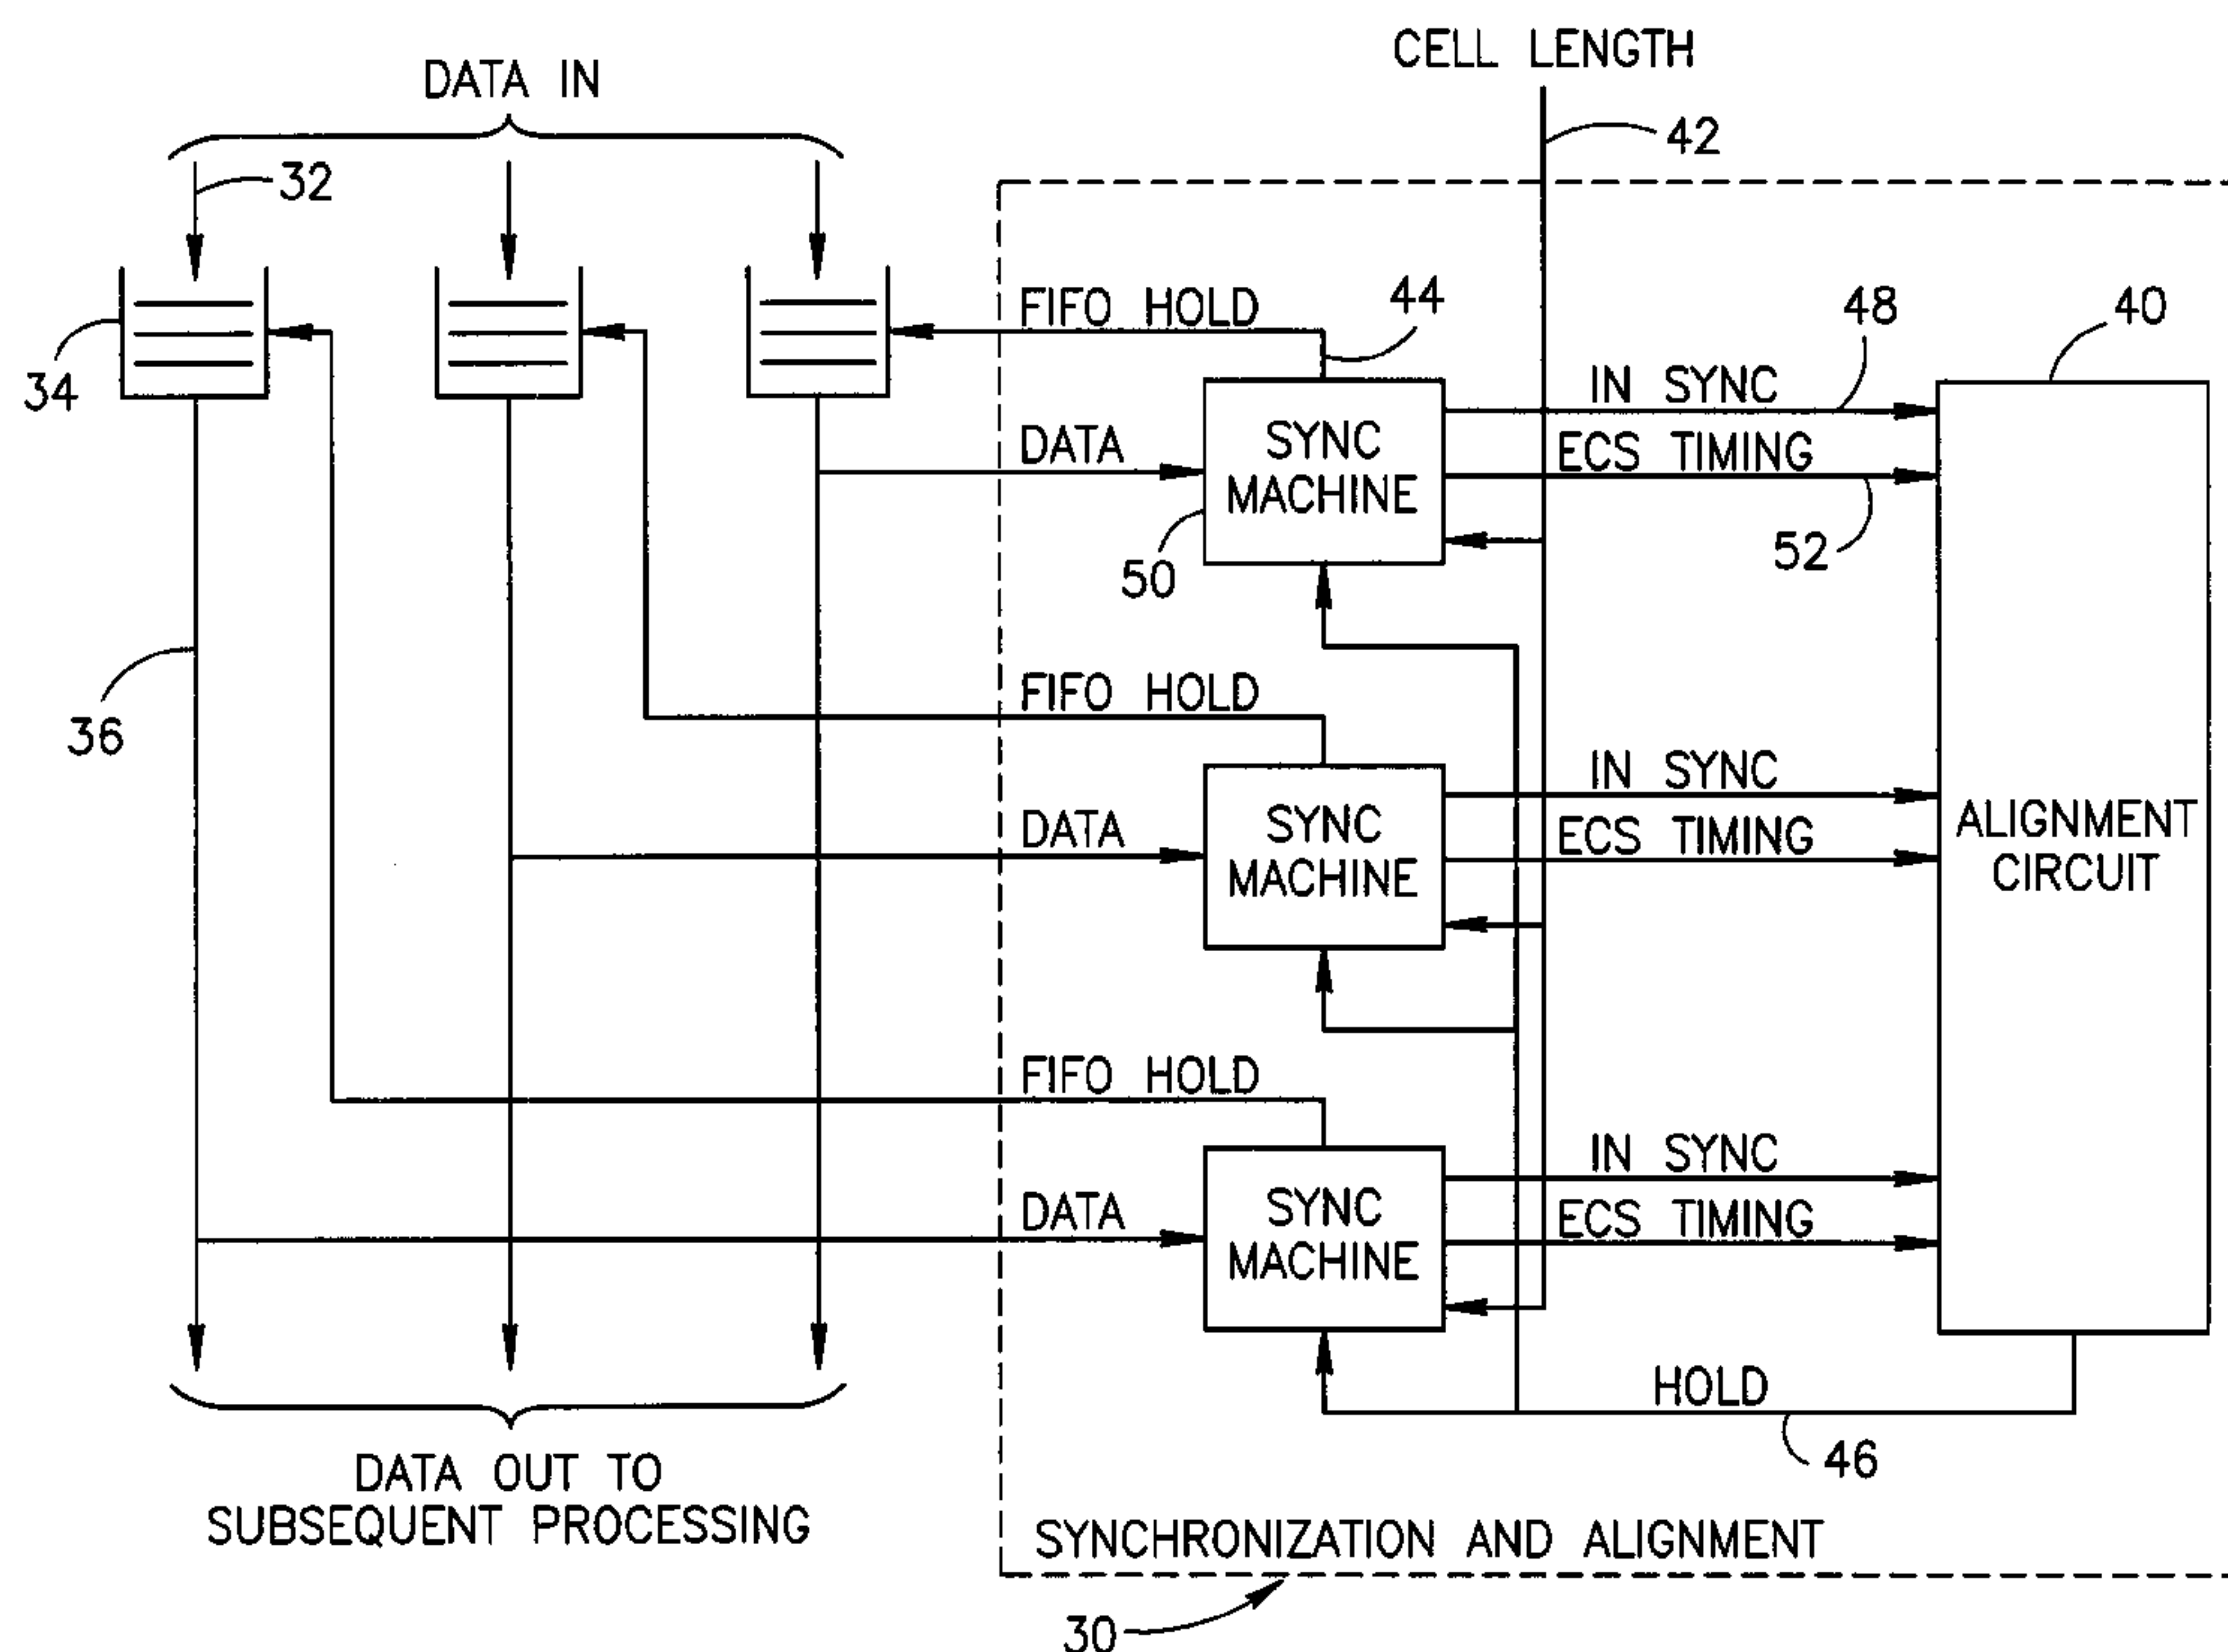 CELL LENGTH
DATA IN
42
32
FIFO HOLD
44
48
40
34
IN SYNC
DATA
SYNC
MACHINE
ECS TIMING
50
52
36
FIFO HOLD
IN SYNC
DATA
SYNC
MACHINE
ECS TIMING
ALIGNMENT
CIRCUIT
FIFO HOLD
IN SYNC
DATA
SYNC
MACHINE
ECS TIMING
HOLD
46
DATA OUT TO
SUBSEQUENT PROCESSING
SYNCHRONIZATION AND ALIGNMENT
30